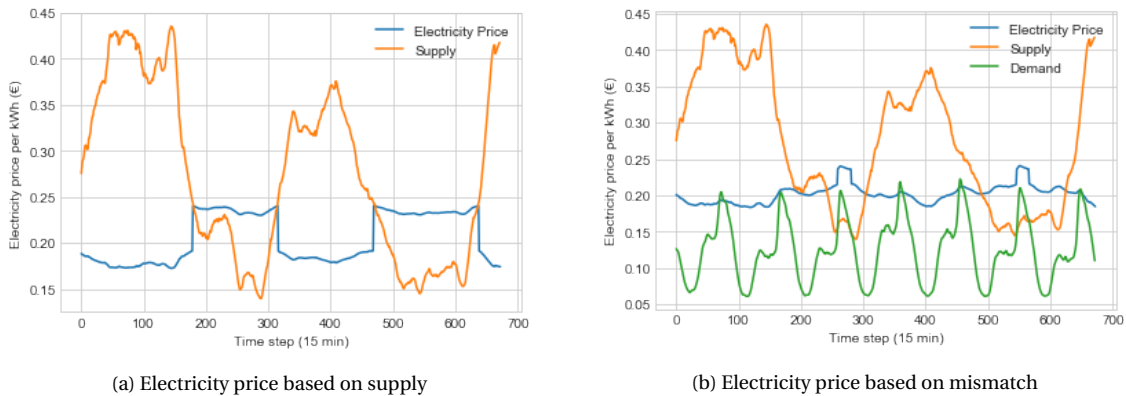 Electricity Price
Supply
Electricity price per kWh (€)
0.45
0.40
0.35
0.30
0.25
0.20
0.15
0
100
200
300
400
500
600
700
Time step (15 min)
(a) Electricity price based on supply
Electricity Price
Supply
Demand
Electricity price per kWh (€)
0.45
0.40
0.35
0.30
0.25
0.20
0.15
0.10
0.05
0
100
200
300
400
500
600
700
Time step (15 min)
(b) Electricity price based on mismatch